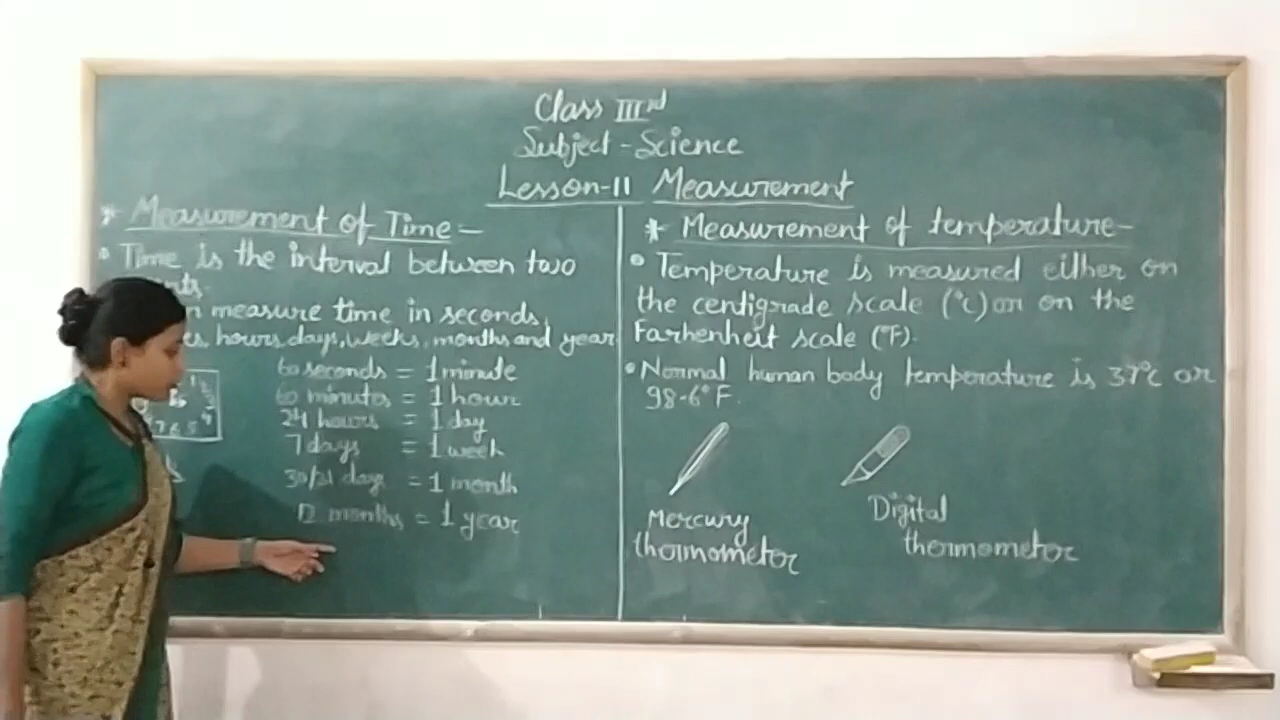 Class IIIrd
Subject - Science
Lesson-11 Measurement
* Measurement of Time -
• Time is the interval between two
measure time in seconds,
hours, days, weeks, months and year.
60 seconds = 1 minute
60 minutes = 1 hour
24 hours = 1 day
7 days = 1 week
30/31 days = 1 month
12 months = 1 year
* Measurement of temperature -
• Temperature is measured either on
the centigrade scale (°C) or on the
Farhenheit scale (°F).
• Normal human body temperature is 37°C or
98.6°F.
Mercury
thermometer
Digital
thermometer